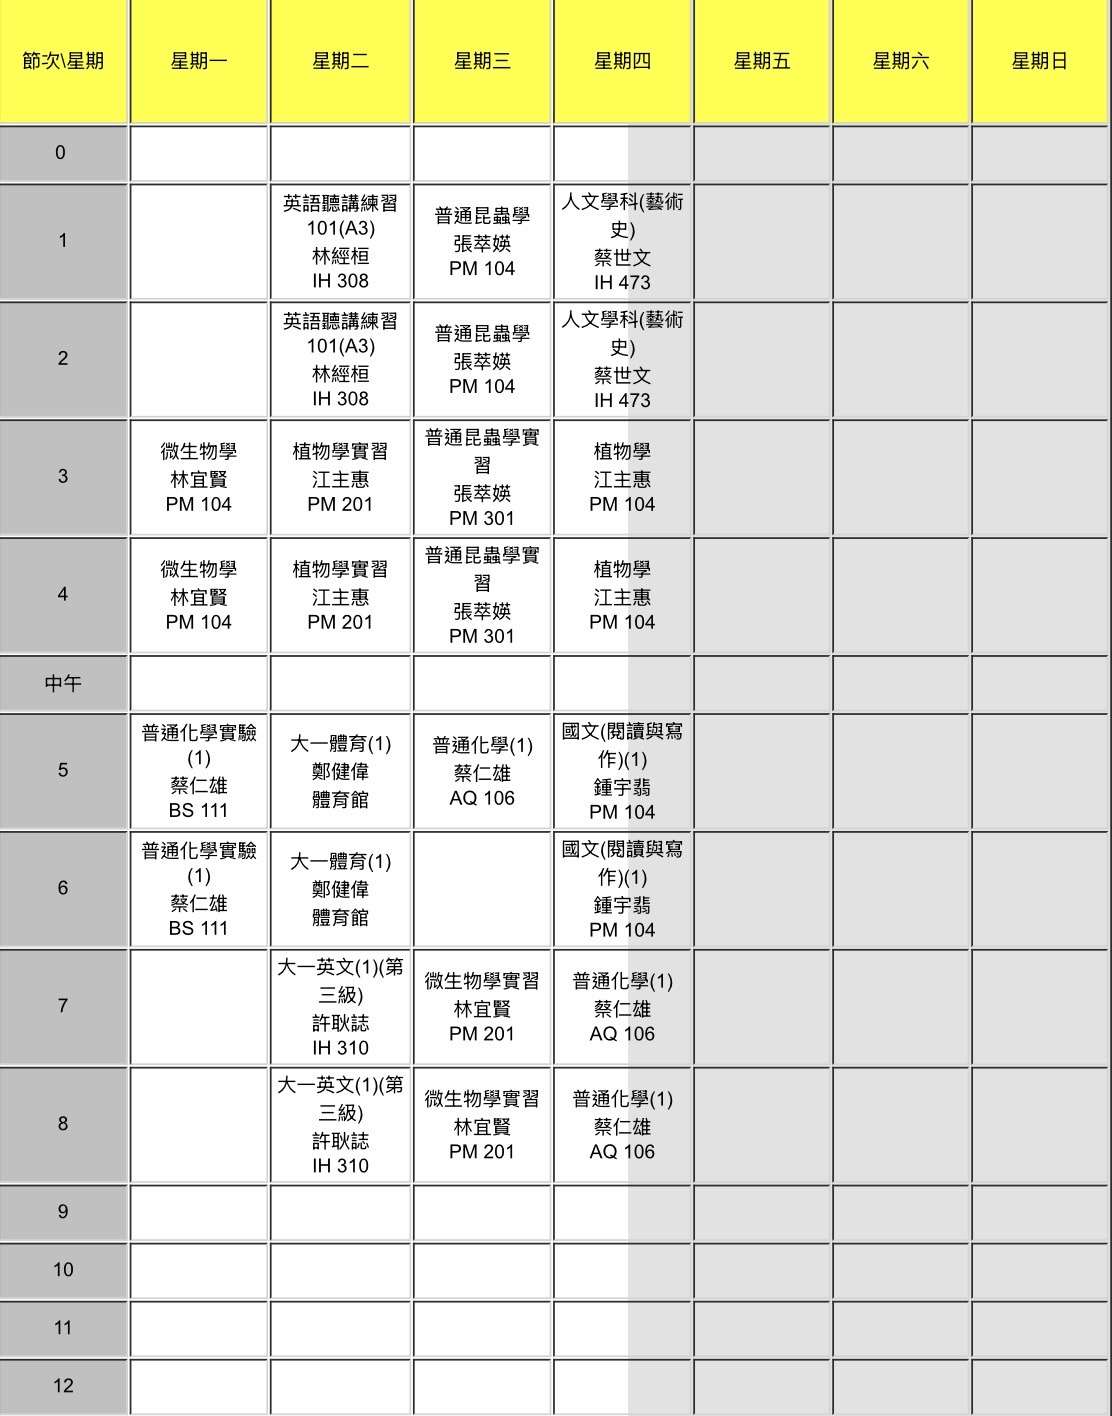 節次\星期 星期一 星期二 星期三 星期四 星期五 星期六 星期日
0
1
英語聽講練習
101(A3)
林經桓
IH 308
普通昆蟲學
張萃媖
PM 104
人文學科(藝術
史)
蔡世文
IH 473
2
英語聽講練習
101(A3)
林經桓
IH 308
普通昆蟲學
張萃媖
PM 104
人文學科(藝術
史)
蔡世文
IH 473
3
微生物學
林宜賢
PM 104
植物學實習
江主惠
PM 201
普通昆蟲學實
習
張萃媖
PM 301
植物學
江主惠
PM 104
4
微生物學
林宜賢
PM 104
植物學實習
江主惠
PM 201
普通昆蟲學實
習
張萃媖
PM 301
植物學
江主惠
PM 104
中午
5
普通化學實驗
(1)
蔡仁雄
BS 111
大一體育(1)
鄭健偉
體育館
普通化學(1)
蔡仁雄
AQ 106
國文(閱讀與寫
作)(1)
鍾宇翡
PM 104
6
普通化學實驗
(1)
蔡仁雄
BS 111
大一體育(1)
鄭健偉
體育館
國文(閱讀與寫
作)(1)
鍾宇翡
PM 104
7
大一英文(1)(第
三級)
許耿誌
IH 310
微生物學實習
林宜賢
PM 201
普通化學(1)
蔡仁雄
AQ 106
8
大一英文(1)(第
三級)
許耿誌
IH 310
微生物學實習
林宜賢
PM 201
普通化學(1)
蔡仁雄
AQ 106
9
10
11
12